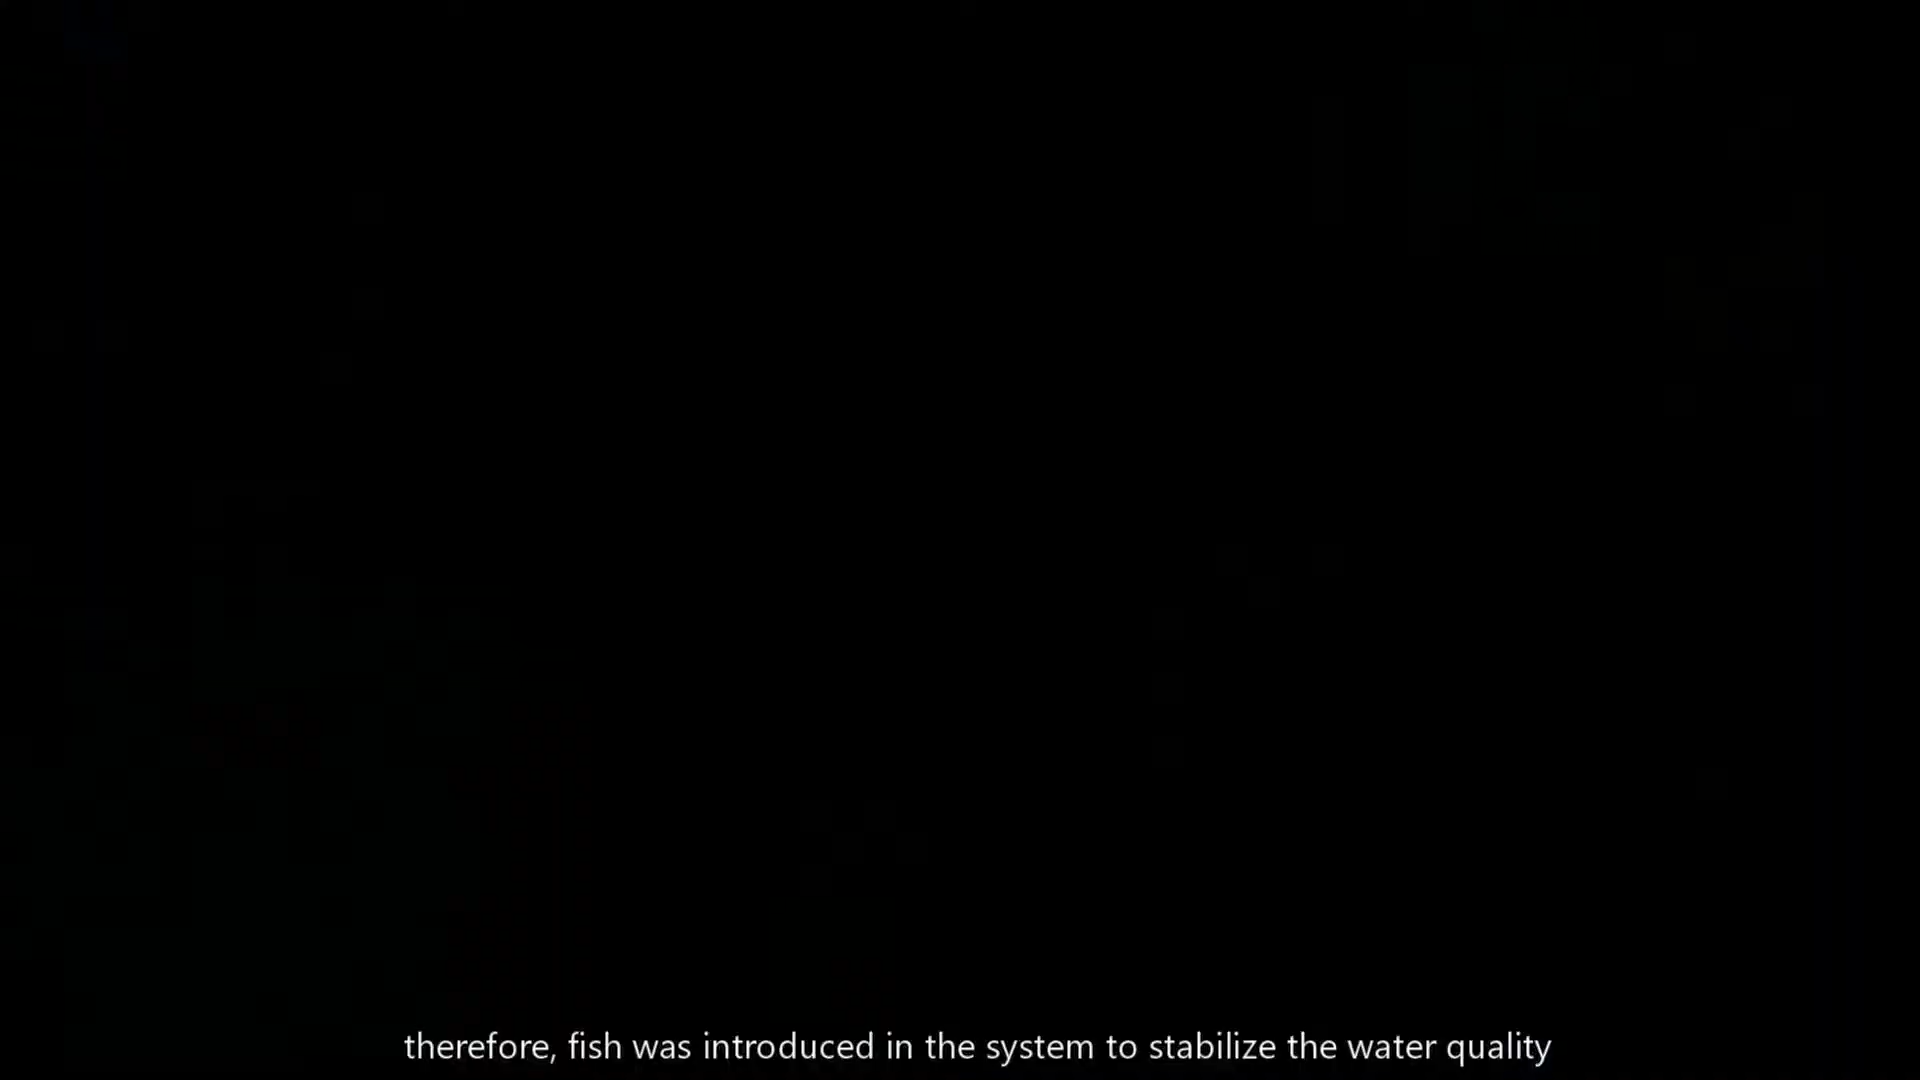 therefore, fish was introduced in the system to stabilize the water quality